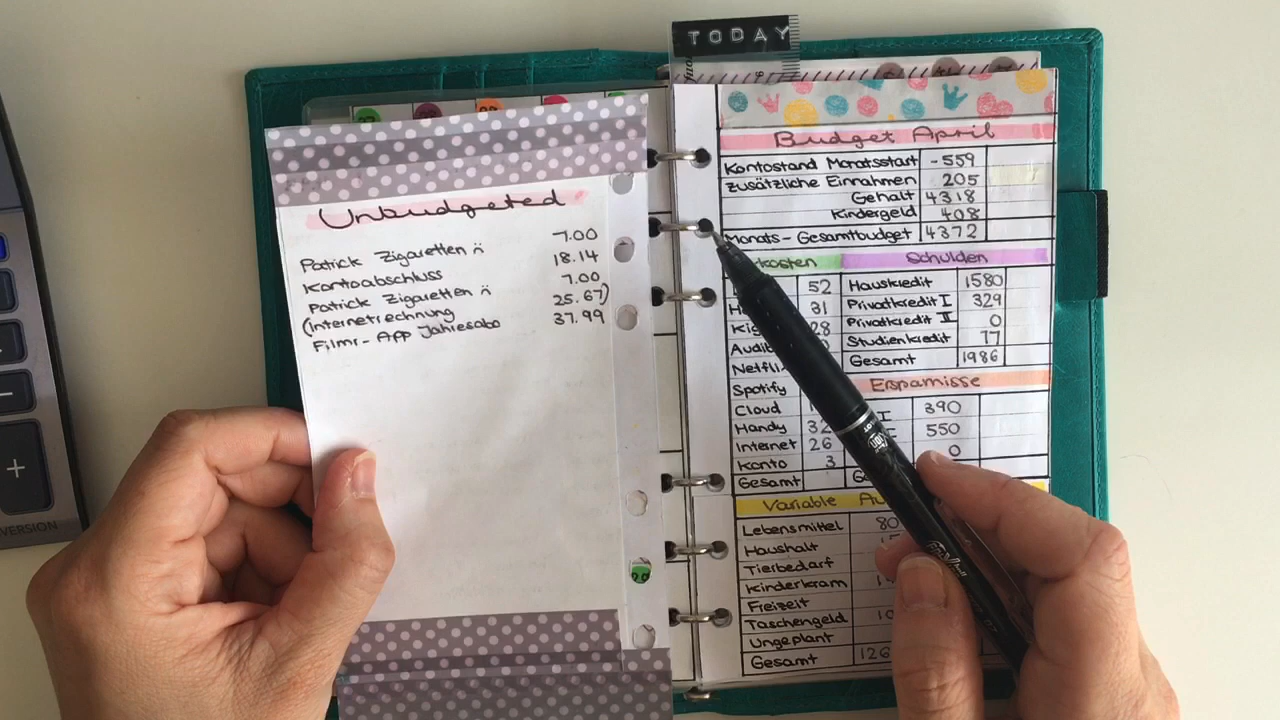 TODAY
Unbudgeted
Patrick Zigaretten ü 7.00
Kontoabschluss 18.14
Patrick Zigaretten ü 7.00
(Internetrechnung 25.67)
Filmr-App Jahresabo 37.99
Budget April
Kontostand Monatsstart -559
zusätzliche Einnahmen 205
Gehalt 4318
Kindergeld 408
Monats-Gesamtbudget 4372
Schulden
52 Hauskredit 1580
31 Privatkredit I 329
28 Privatkredit II 0
Studienkredit 77
Gesamt 1986
Ersparnisse
Spotify
Cloud I 390
Handy 550
Internet 26 0
Konto 3
Gesamt
Variable
Lebensmittel
Haushalt
Tierbedarf
Kinderkram
Freizeit
Taschengeld
Ungeplant
Gesamt
VERSION
+